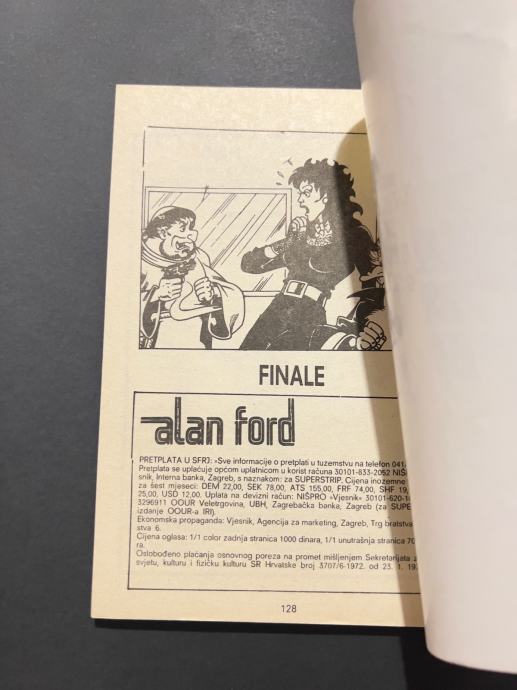 FINALE
alan ford
PRETPLATA U SFRJ: »Sve informacije o pretplati u tuzemstvu na telefon 041
Pretplata se uplaćuje općom uplatnicom u korist računa 30101-833-2052 NIŠ
snik, Interna banka, Zagreb, s naznakom: za SUPERSTRIP. Cijena inozemne
za šest mjeseci: DEM 22,00, SEK 78,00, ATS 155,00, FRF 74,00, SHF 19,
25,00, USD 12,00. Uplata na devizni račun: NIŠPRO »Vjesnik» 30101-620-
3296911 OOUR Veletrgovina, UBH, Zagrebačka banka, Zagreb (za SUPE
izdanje OOUR-a IRI).
Ekonomska propaganda: Vjesnik, Agencija za marketing, Zagreb, Trg bratstva
stva 6.
Cijena oglasa: 1/1 color zadnja stranica 1000 dinara, 1/1 unutrašnja stranica 70
ra.
Oslobođeno plaćanja osnovnog poreza na promet mišljenjem Sekretarijata z
svjetu, kulturu i fizičku kulturu SR Hrvatske broj 3707/6-1972. od 23. 1. 19
128